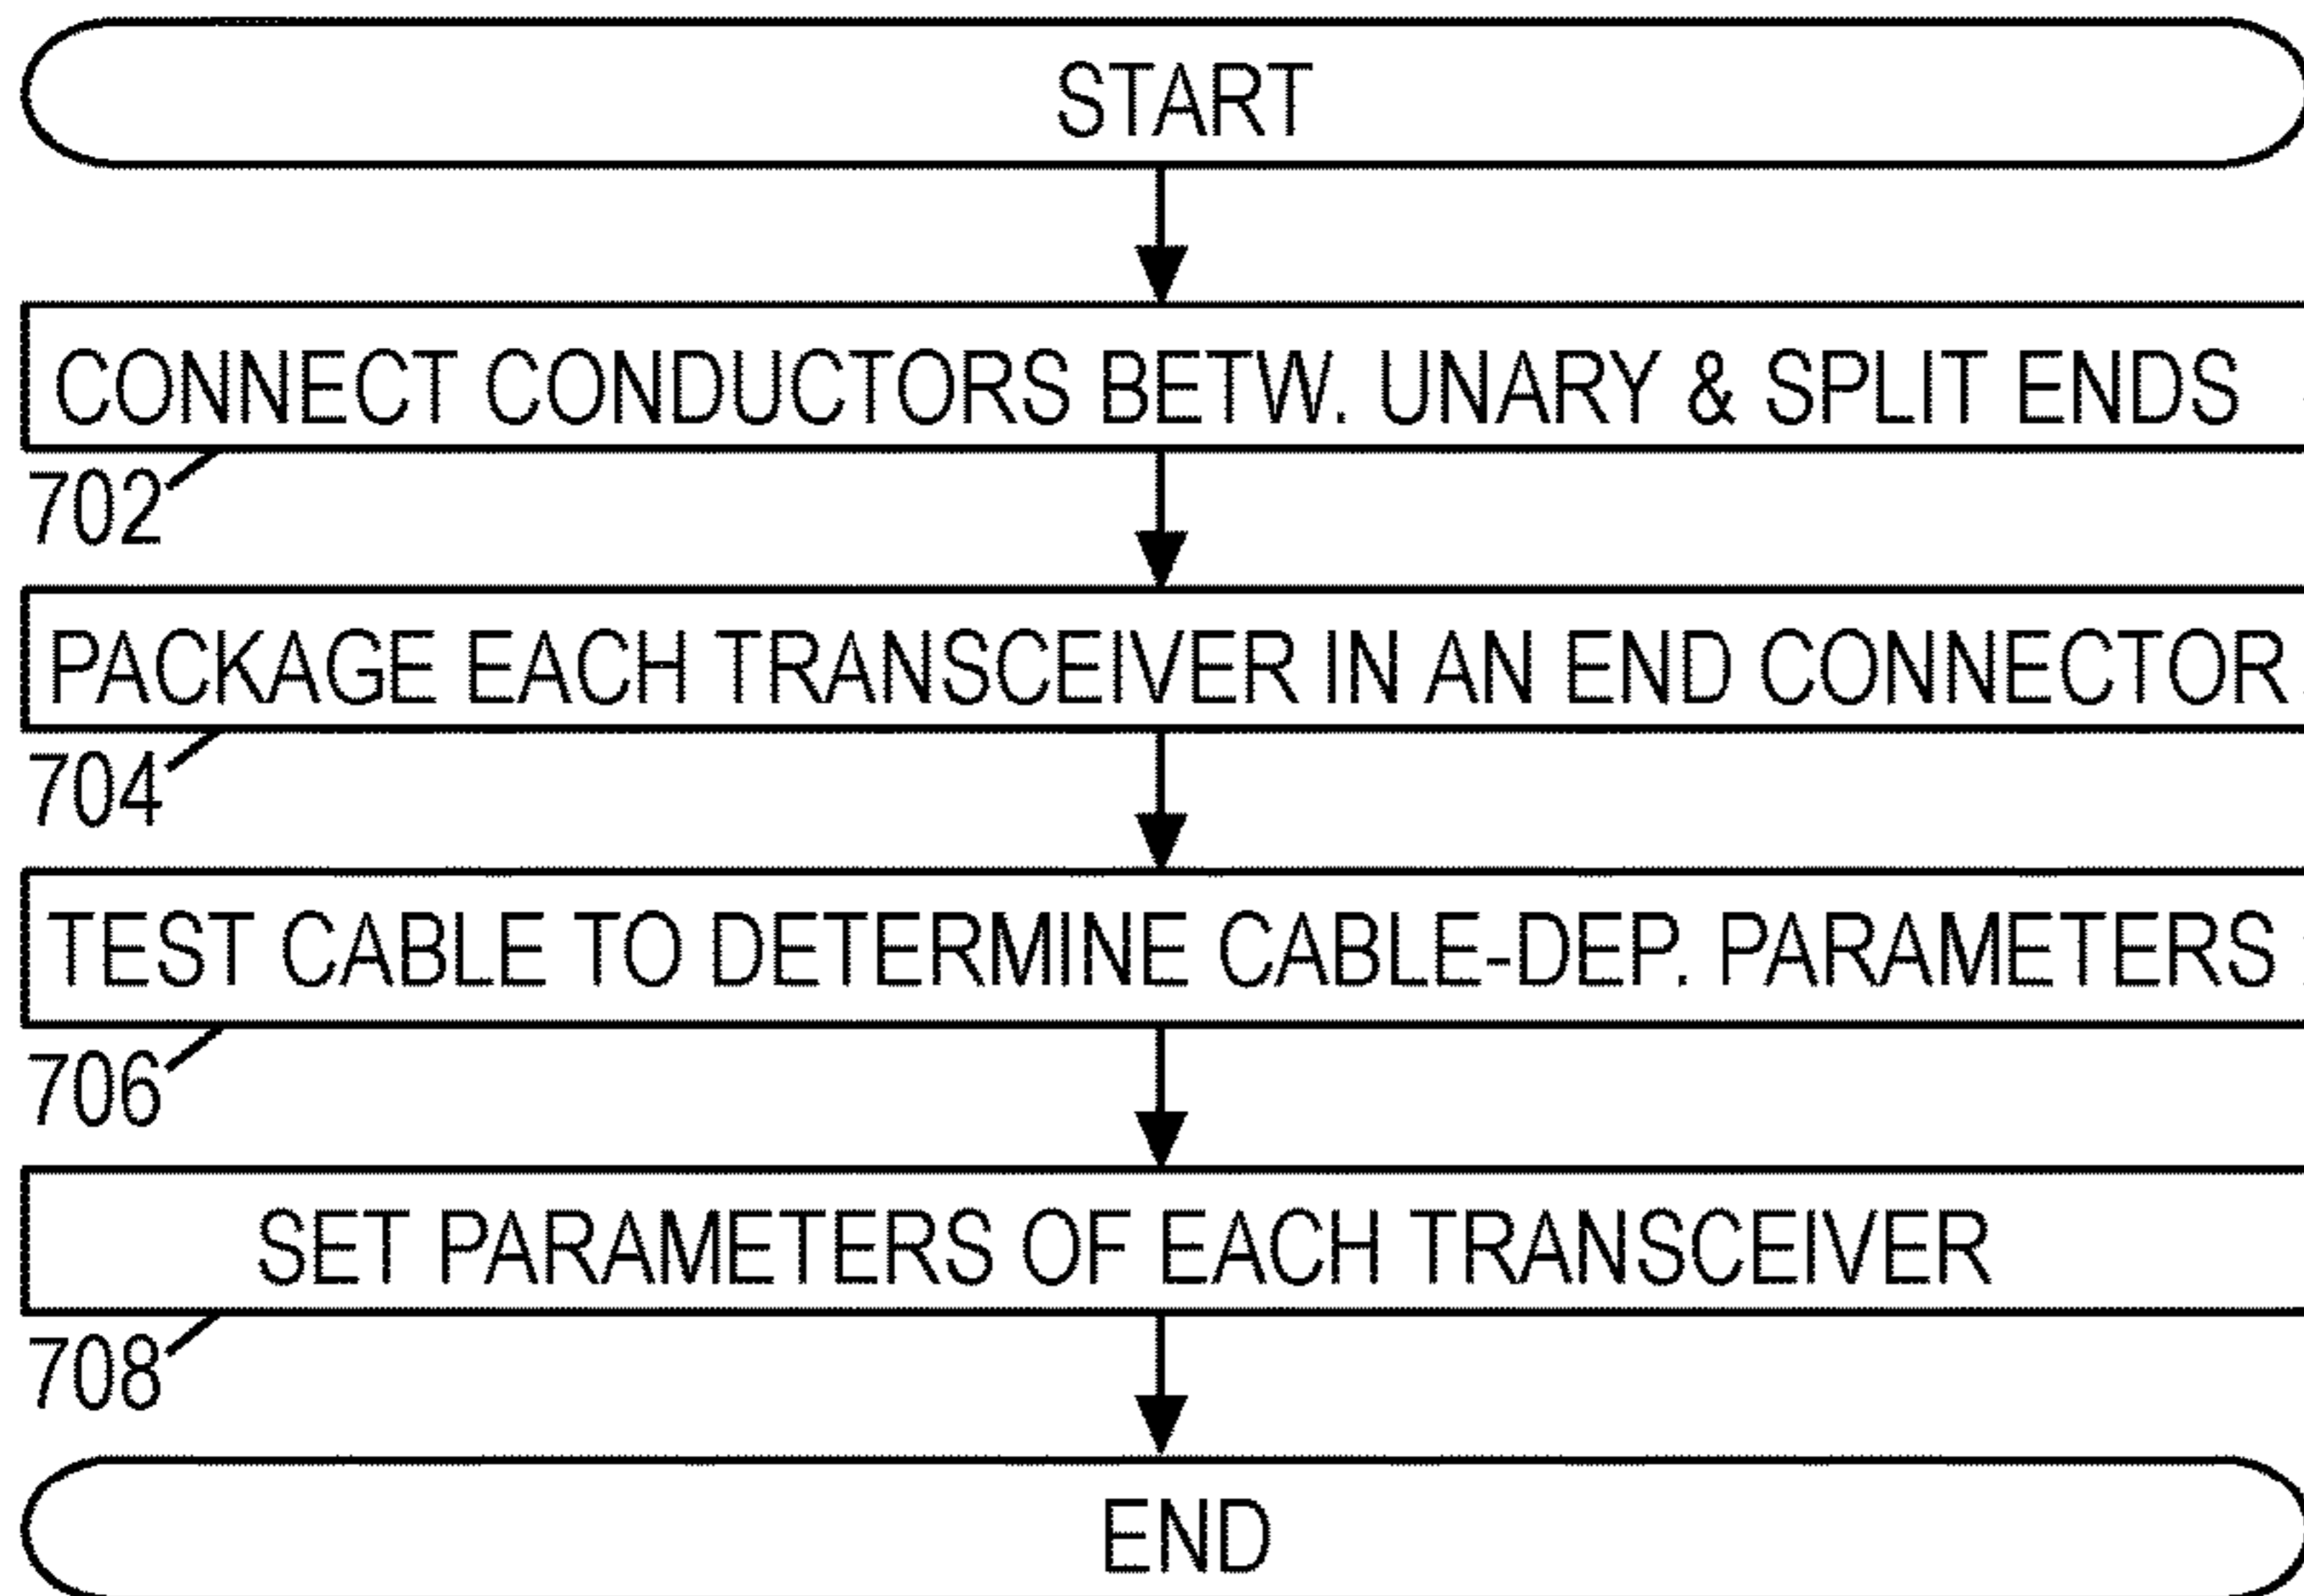 START
CONNECT CONDUCTORS BETW. UNARY & SPLIT ENDS
702
PACKAGE EACH TRANSCEIVER IN AN END CONNECTOR
704
TEST CABLE TO DETERMINE CABLE-DEP. PARAMETERS
706
SET PARAMETERS OF EACH TRANSCEIVER
708
END